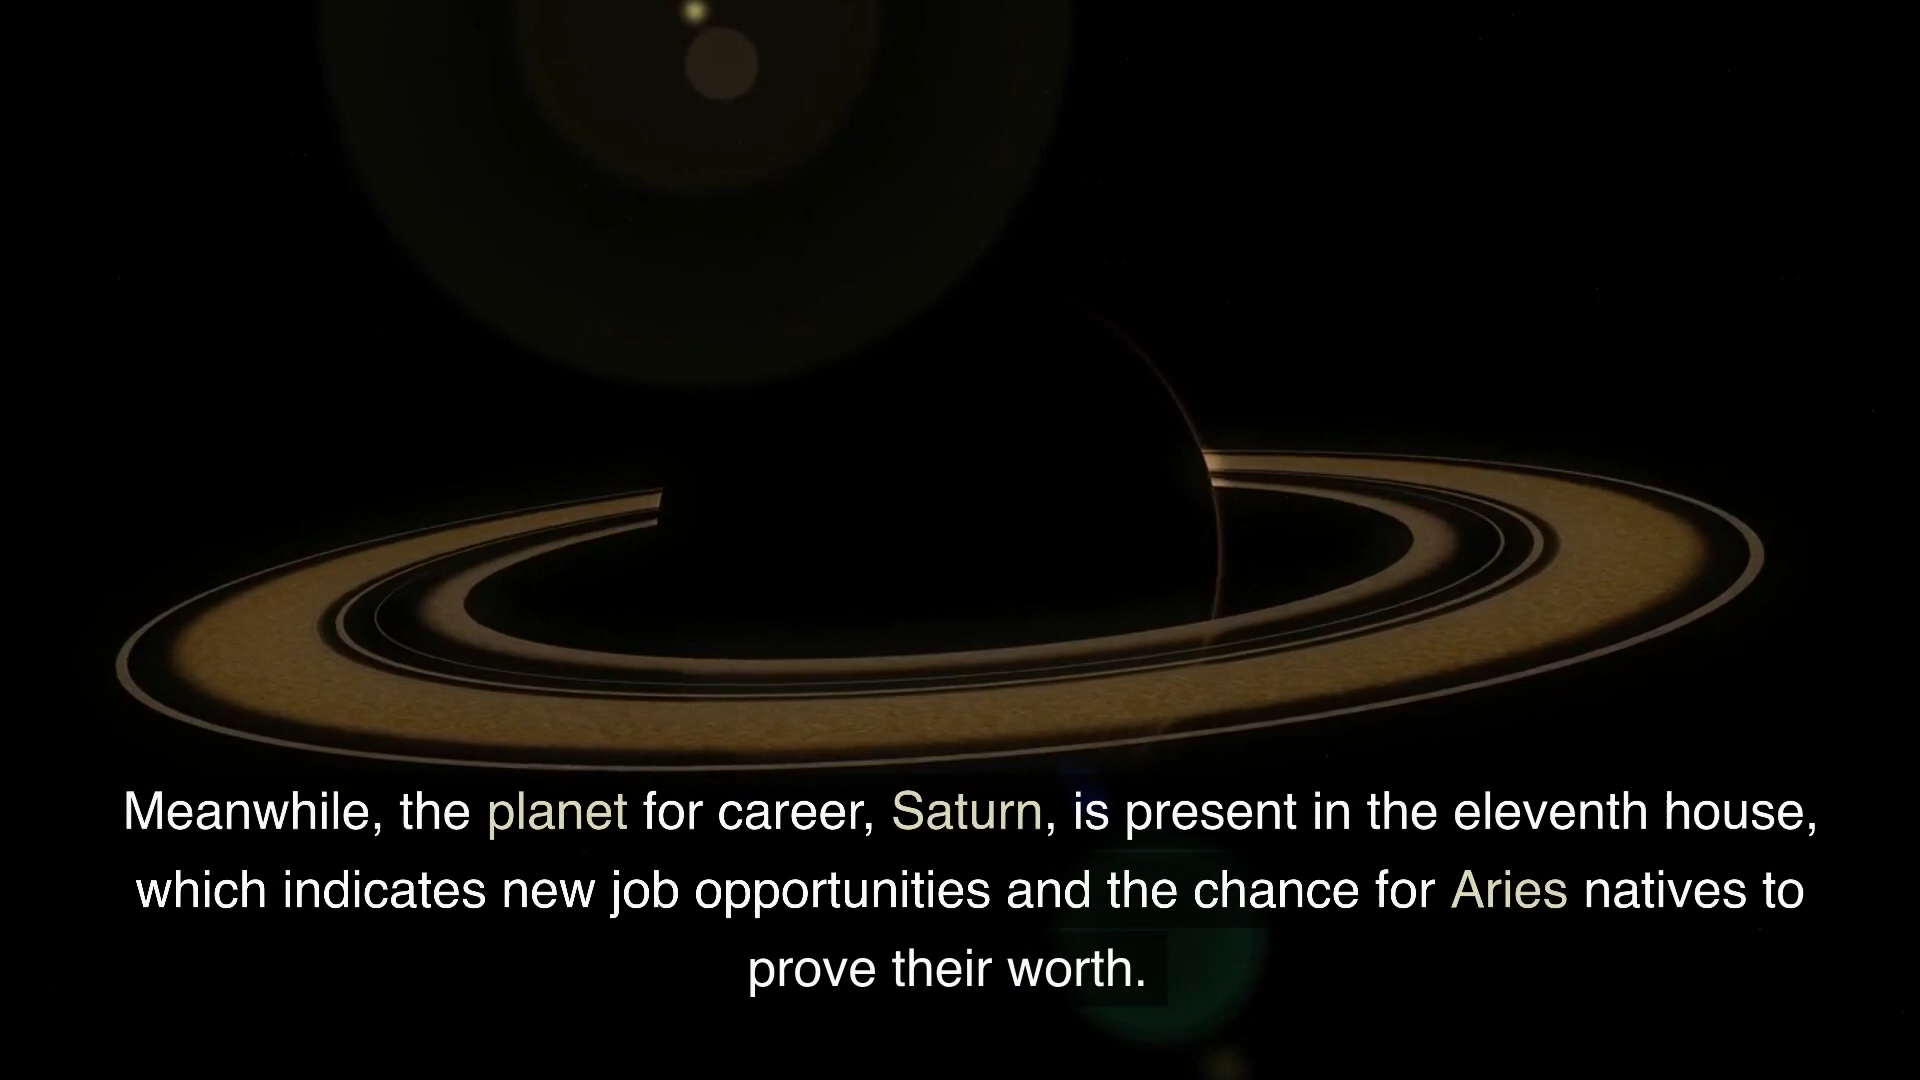 Meanwhile, the planet for career, Saturn, is present in the eleventh house,
which indicates new job opportunities and the chance for Aries natives to
prove their worth.